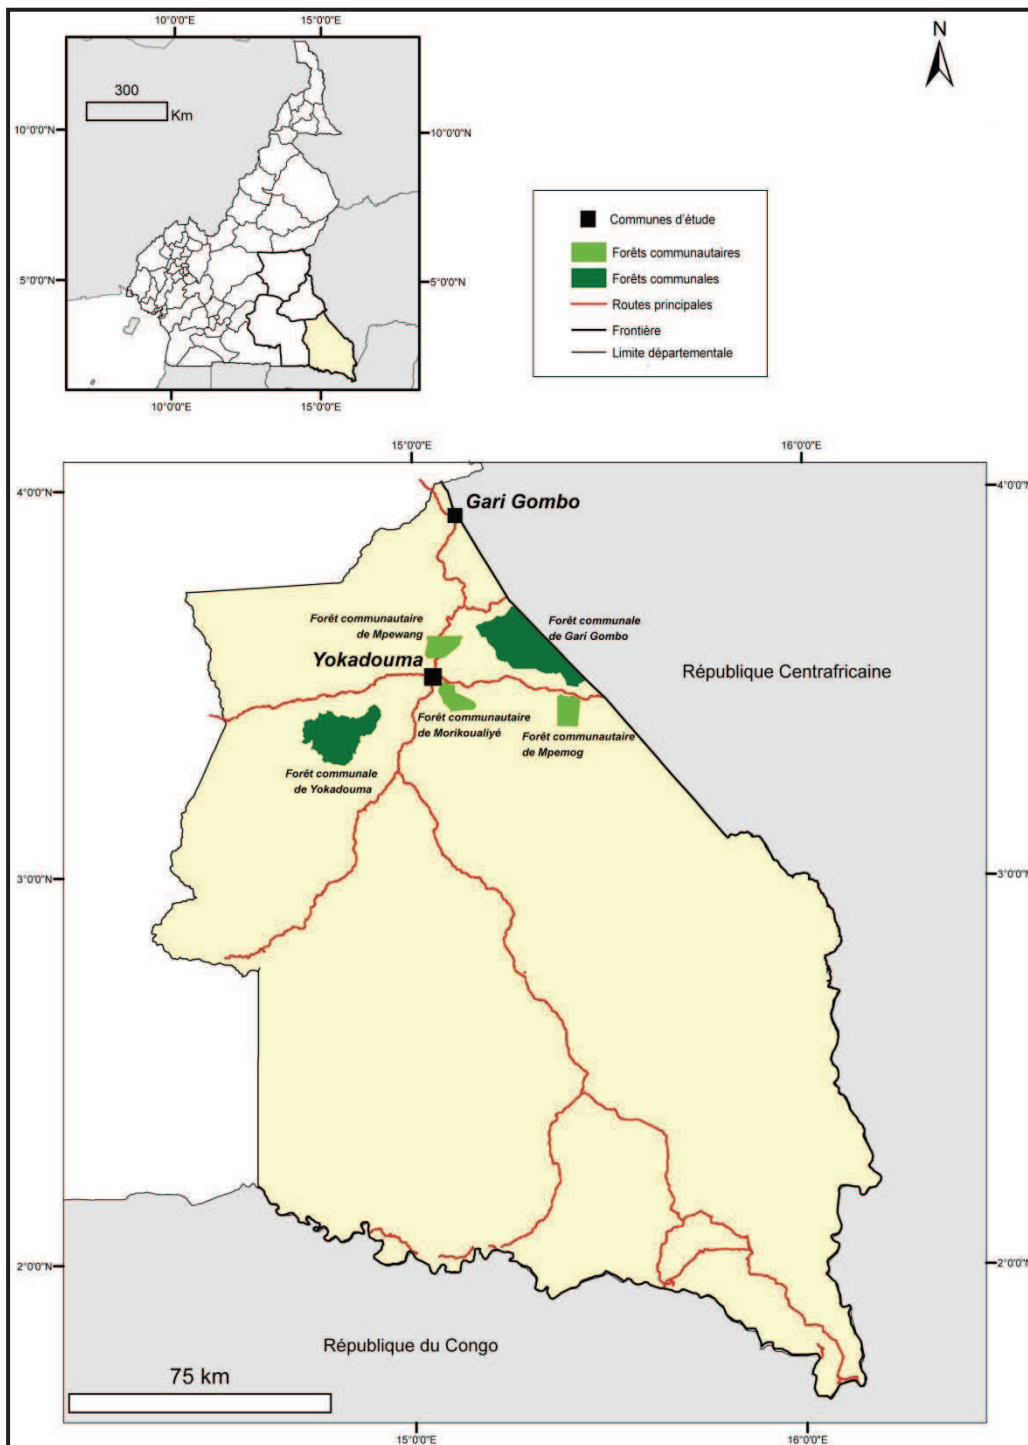 10°0'0"E 15°0'0"E
N
300
Km
10°0'0"N 10°0'0"N
5°0'0"N 5°0'0"N
10°0'0"E 15°0'0"E
Communes d'étude
Forêts communautaires
Forêts communales
Routes principales
Frontière
Limite départementale
15°0'0"E 16°0'0"E
4°0'0"N 4°0'0"N
Gari Gombo
Forêt communautaire
de Mpewang
Forêt communale
de Gari Gombo
Yokadouma
République Centrafricaine
Forêt communautaire
de Morikoualiyé
Forêt communautaire
de Mpemog
Forêt communale
de Yokadouma
3°0'0"N 3°0'0"N
2°0'0"N 2°0'0"N
République du Congo
75 km
15°0'0"E 16°0'0"E